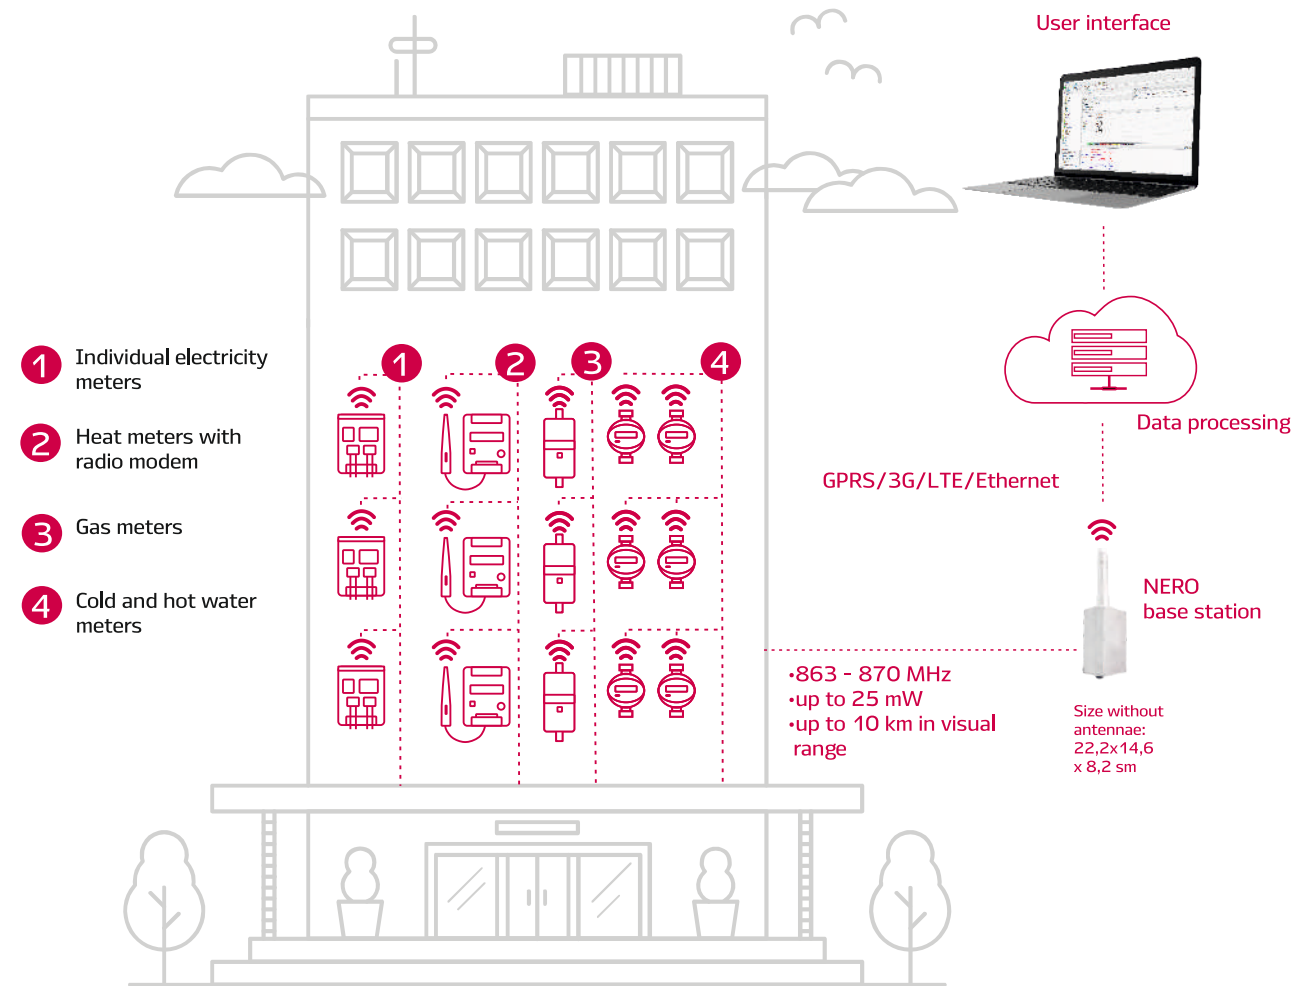 User interface
1
Individual electricity
meters
2
Heat meters with
radio modem
3
Gas meters
4
Cold and hot water
meters
1
2
3
4
Data processing
GPRS/3G/LTE/Ethernet
NERO
base station
•863 - 870 MHz
•up to 25 mW
•up to 10 km in visual
range
Size without
antennae:
22,2x14,6
x 8,2 sm